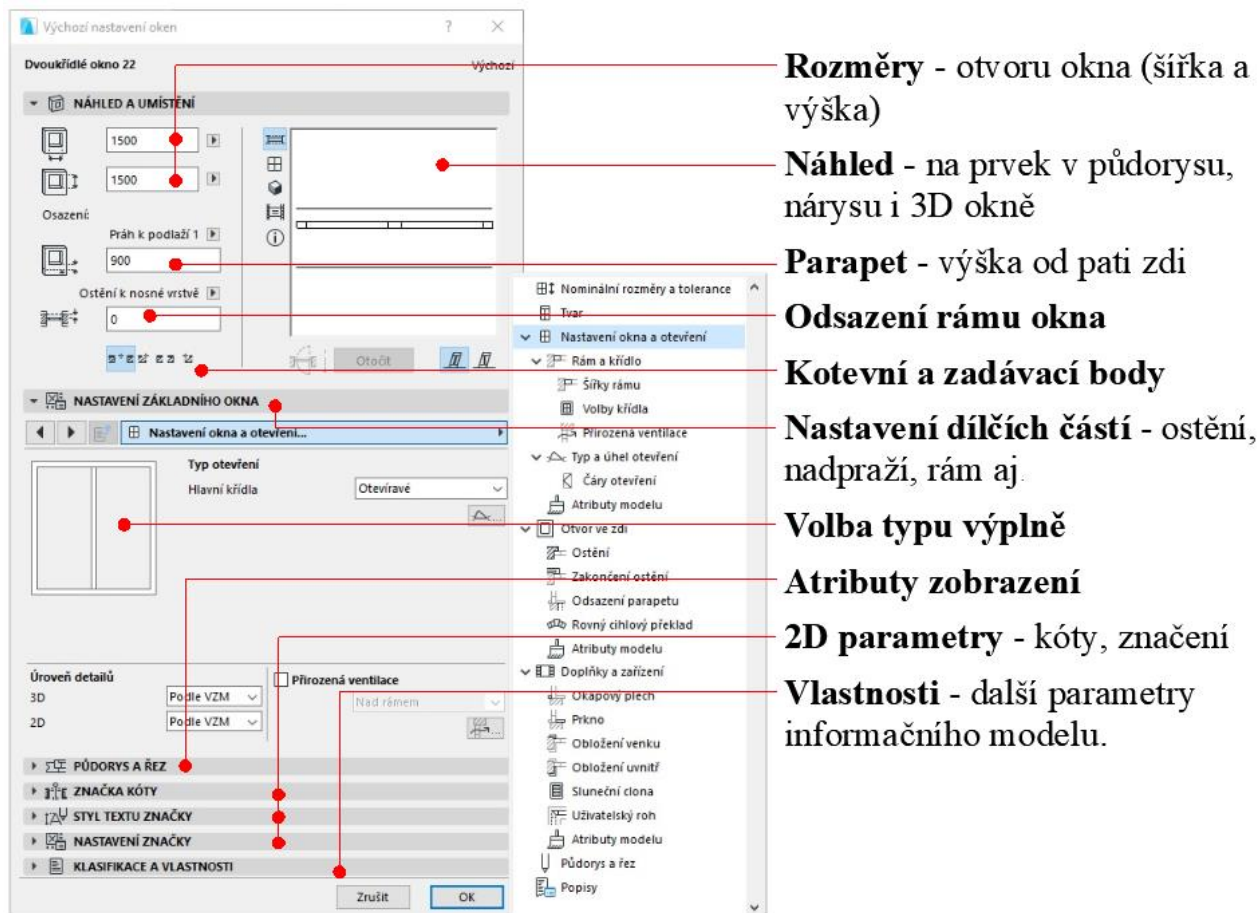 Výchozí nastavení oken
?
Dvoukřídlé okno 22
Výchozí
NÁHLED A UMÍSTĚNÍ
1500
1500
Osazení:
Práh k podlaží 1
900
Ostění k nosné vrstvě
0
Otočit
NASTAVENÍ ZÁKLADNÍHO OKNA
Nastavení okna a otevření...
Typ otevření
Hlavní křídla
Otevíravé
Úroveň detailů
3D
Podle VZM
2D
Podle VZM
Přirozená ventilace
Nad rámem
PŮDORYS A ŘEZ
ZNAČKA KÓTY
STYL TEXTU ZNAČKY
NASTAVENÍ ZNAČKY
KLASIFIKACE A VLASTNOSTI
Zrušit
OK
Nominální rozměry a tolerance
Tvar
Nastavení okna a otevření
Rám a křídlo
Šířky rámu
Volby křídla
Přirozená ventilace
Typ a úhel otevření
Čáry otevření
Atributy modelu
Otvor ve zdi
Ostění
Zakončení ostění
Odsazení parapetu
Rovný cihlový překlad
Atributy modelu
Doplňky a zařízení
Okapový plech
Prkno
Obložení venku
Obložení uvnitř
Sluneční clona
Uživatelský roh
Atributy modelu
Půdorys a řez
Popisy
Rozměry - otvoru okna (šířka a
výška)
Náhled - na prvek v půdorysu,
nárysu i 3D okně
Parapet - výška od pati zdi
Odsazení rámu okna
Kotevní a zadávací body
Nastavení dílčích částí - ostění,
nadpraží, rám aj.
Volba typu výplně
Atributy zobrazení
2D parametry - kóty, značení
Vlastnosti - další parametry
informačního modelu.